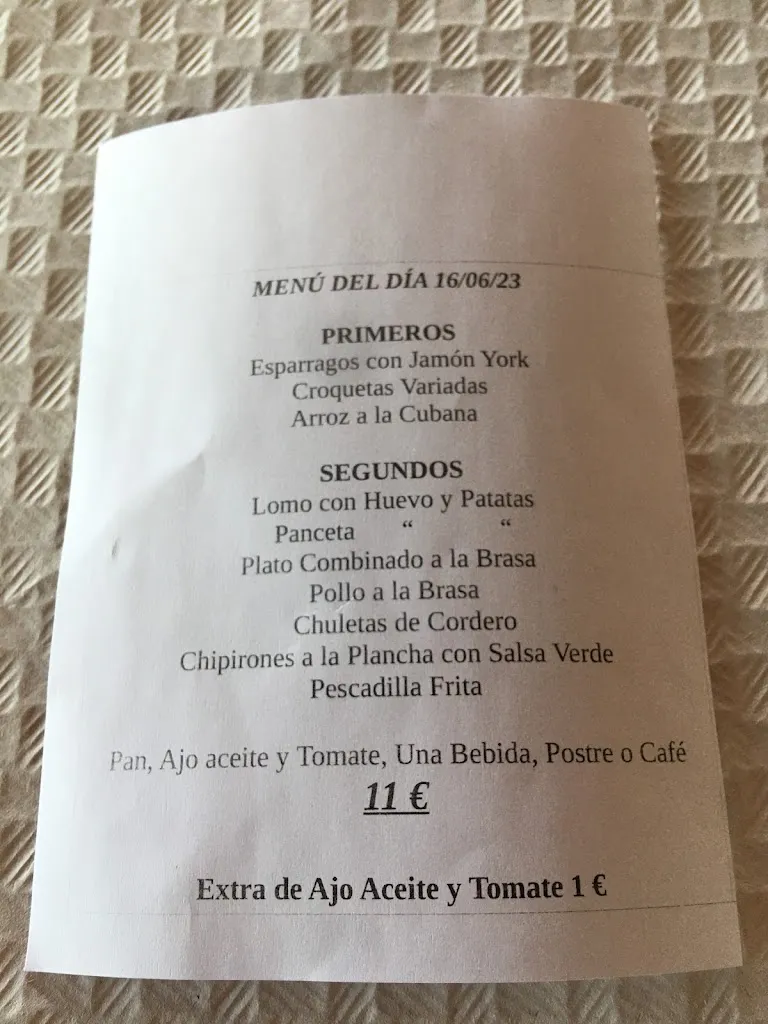 MENÚ DEL DÍA 16/06/23
PRIMEROS
Esparragos con Jamón York
Croquetas Variadas
Arroz a la Cubana
SEGUNDOS
Lomo con Huevo y Patatas
Panceta “ “
Plato Combinado a la Brasa
Pollo a la Brasa
Chuletas de Cordero
Chipirones a la Plancha con Salsa Verde
Pescadilla Frita
Pan, Ajo aceite y Tomate, Una Bebida, Postre o Café
11 €
Extra de Ajo Aceite y Tomate 1 €